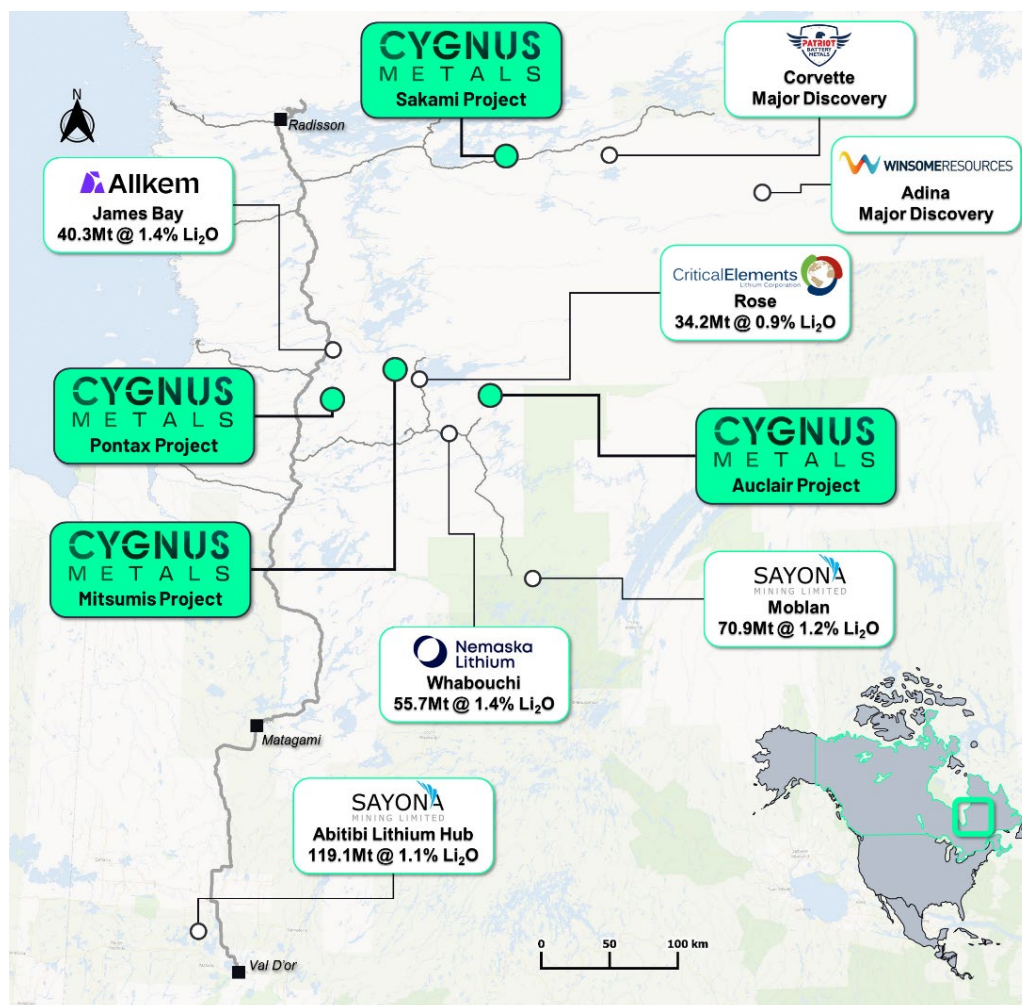 CYGNUS
METALS
Sakami Project
PATRIOT
BATTERY METALS
Corvette
Major Discovery
N
Radisson
Allkem
James Bay
40.3Mt @ 1.4% Li₂O
WINSOMERESOURCES
Adina
Major Discovery
CriticalElements
Lithium Corporation
Rose
34.2Mt @ 0.9% Li₂O
CYGNUS
METALS
Pontax Project
CYGNUS
METALS
Auclair Project
CYGNUS
METALS
Mitsumis Project
SAYONA
MINING LIMITED
Moblan
70.9Mt @ 1.2% Li₂O
Nemaska
Lithium
Whabouchi
55.7Mt @ 1.4% Li₂O
Matagami
SAYONA
MINING LIMITED
Abitibi Lithium Hub
119.1Mt @ 1.1% Li₂O
0 50 100 km
Val D'or